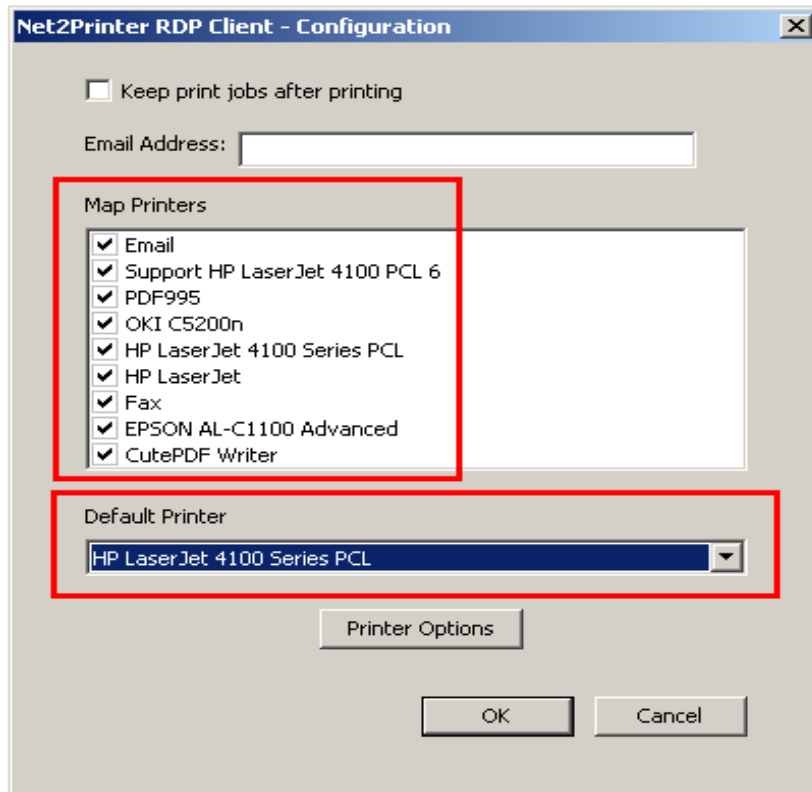 Net2Printer RDP Client - Configuration
Keep print jobs after printing
Email Address:
Map Printers
Email
Support HP LaserJet 4100 PCL 6
PDF995
OKI C5200n
HP LaserJet 4100 Series PCL
HP LaserJet
Fax
EPSON AL-C1100 Advanced
CutePDF Writer
Default Printer
HP LaserJet 4100 Series PCL
Printer Options
OK
Cancel